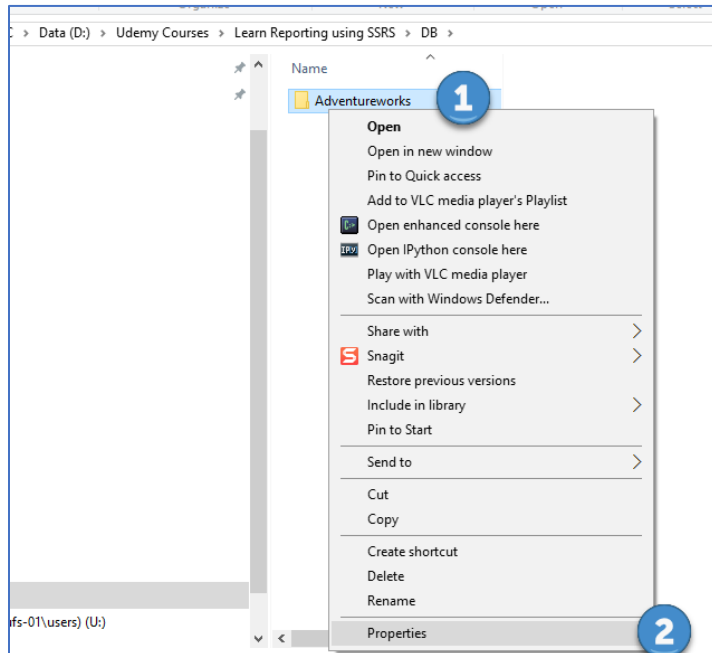 > Data (D:) > Udemy Courses > Learn Reporting using SSRS > DB >
Name
Adventureworks
1
Open
Open in new window
Pin to Quick access
Add to VLC media player's Playlist
Open enhanced console here
IPy Open IPython console here
Play with VLC media player
Scan with Windows Defender...
Share with
Snagit
Restore previous versions
Include in library
Pin to Start
Send to
Cut
Copy
Create shortcut
Delete
Rename
ifs-01\users) (U:)
Properties
2